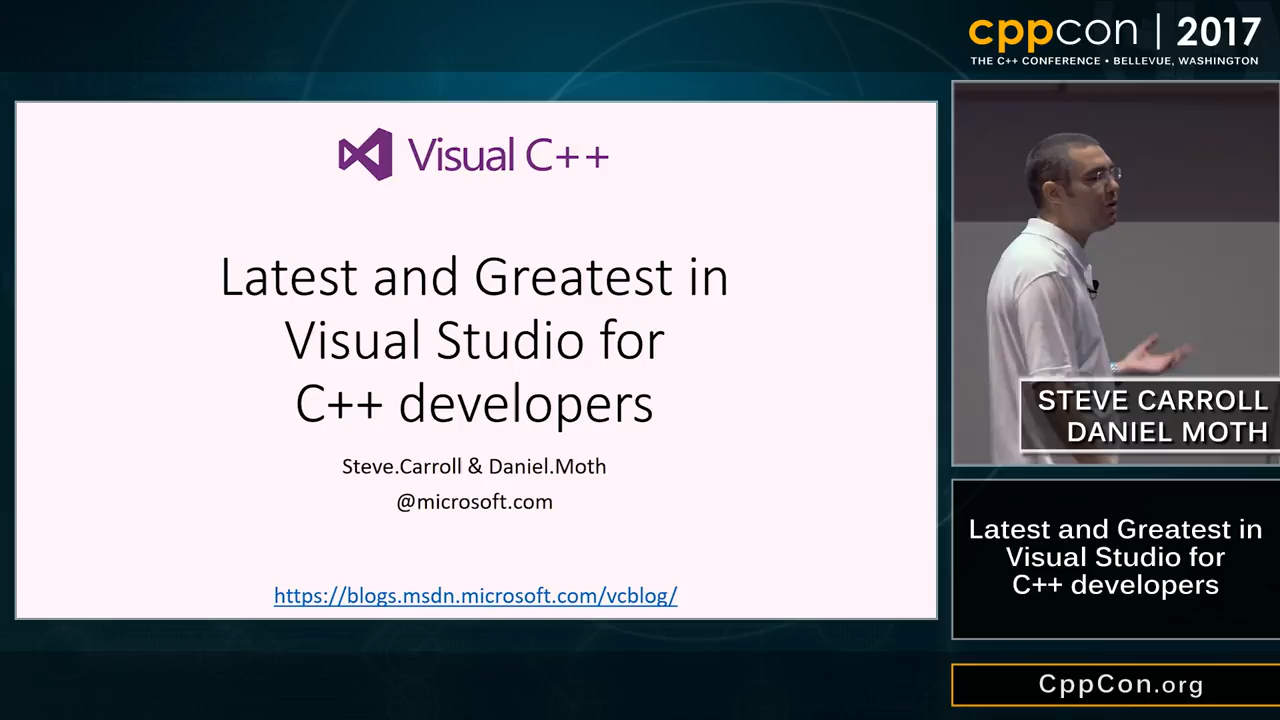 cppcon | 2017
THE C++ CONFERENCE • BELLEVUE, WASHINGTON
Visual C++
Latest and Greatest in
Visual Studio for
C++ developers
Steve.Carroll & Daniel.Moth
@microsoft.com
https://blogs.msdn.microsoft.com/vcblog/
STEVE CARROLL
DANIEL MOTH
Latest and Greatest in
Visual Studio for
C++ developers
CppCon.org